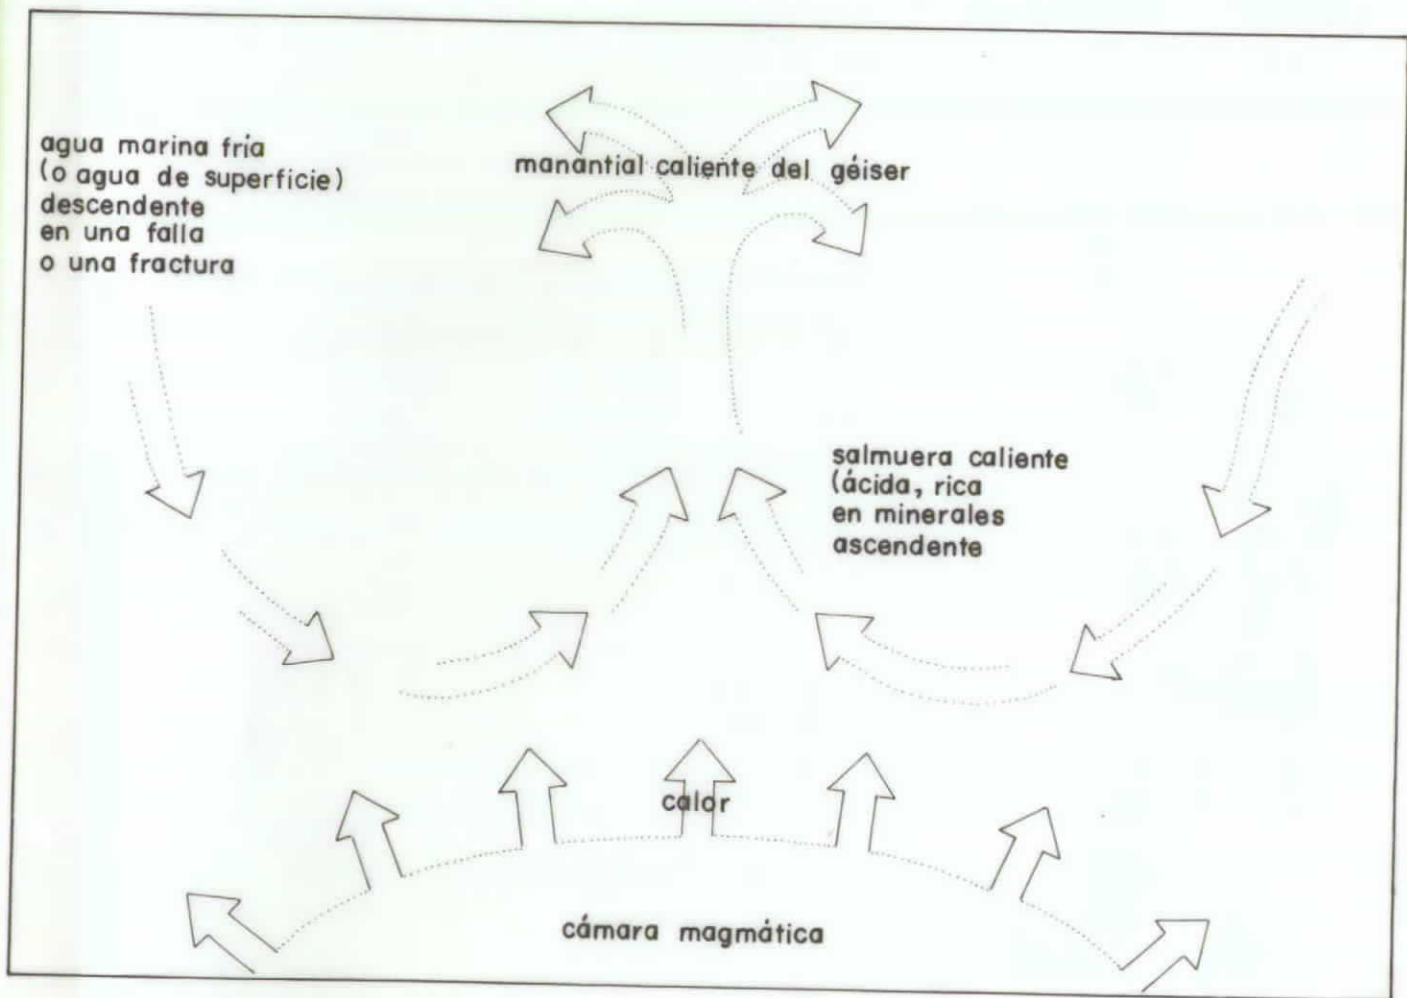 agua marina fría
(o agua de superficie)
descendente
en una falla
o una fractura
manantial caliente del géiser
salmuera caliente
(ácida, rica
en minerales
ascendente
calor
cámara magmática